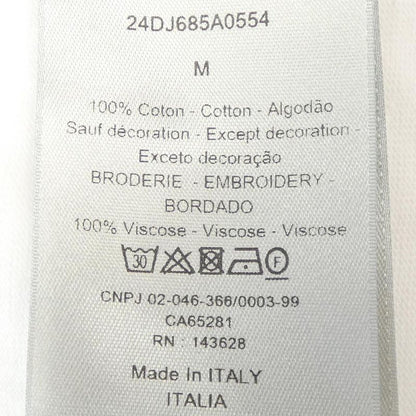 24DJ685A0554
M
100% Coton - Cotton - Algodão
Sauf décoration - Except decoration -
Exceto decoração
BRODERIE - EMBROIDERY -
BORDADO
100% Viscose - Viscose - Viscose
30 F
CNPJ 02-046-366/0003-99
CA65281
RN : 143628
Made In ITALY
ITALIA